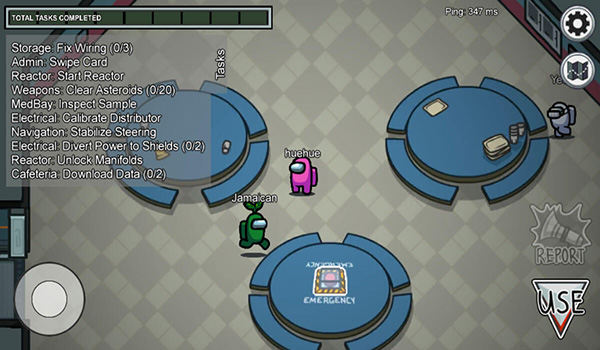 TOTAL TASKS COMPLETED
Ping: 347 ms
Storage: Fix Wiring (0/3)
Admin: Swipe Card
Reactor: Start Reactor
Weapons: Clear Asteroids (0/20)
MedBay: Inspect Sample
Electrical: Calibrate Distributor
Navigation: Stabilize Steering
Electrical: Divert Power to Shields (0/2)
Reactor: Unlock Manifolds
Cafeteria: Download Data (0/2)
Tasks
Ye
huehue
Jamaican
REPORT
EMERGENCY
EMERGENCY
USE